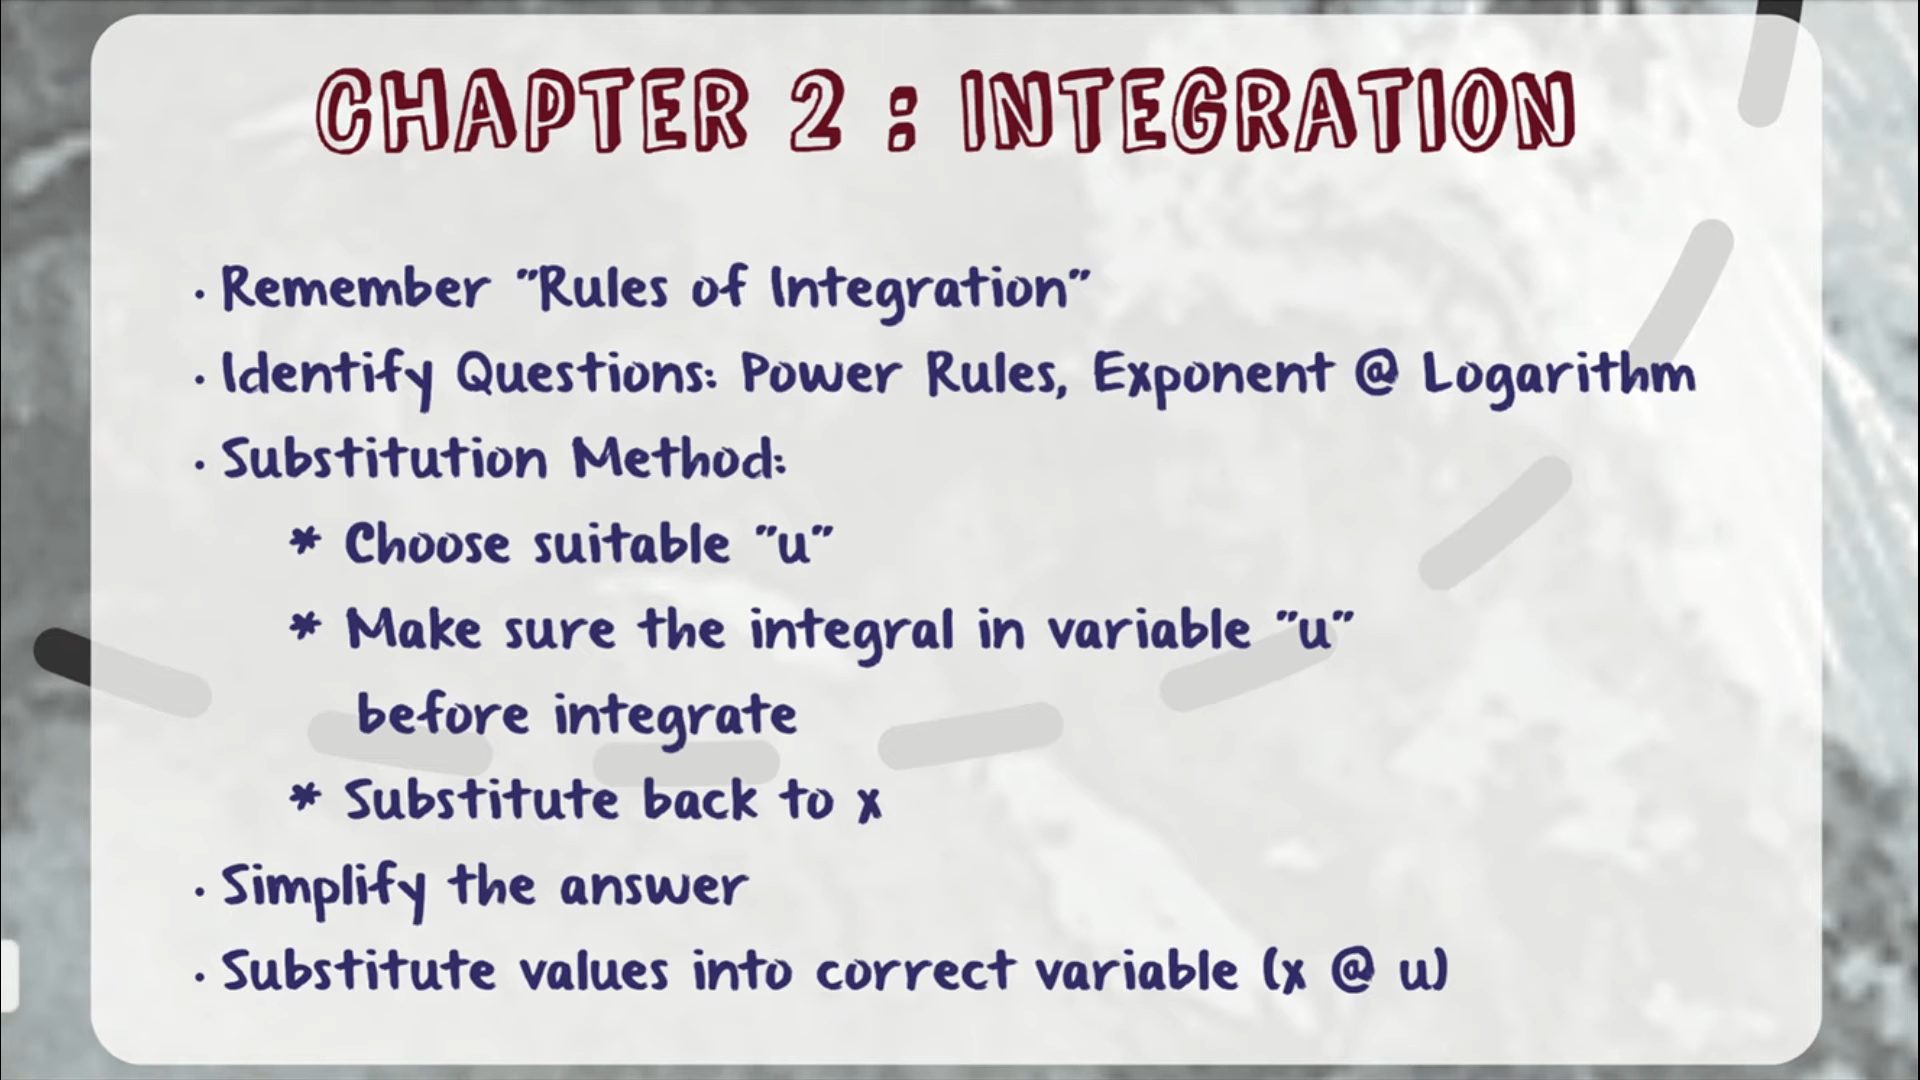 CHAPTER 2 : INTEGRATION
· Remember "Rules of Integration"
· Identify Questions: Power Rules, Exponent @ Logarithm
· Substitution Method:
* Choose suitable "u"
* Make sure the integral in variable "u"
before integrate
* Substitute back to x
· Simplify the answer
· Substitute values into correct variable (x @ u)